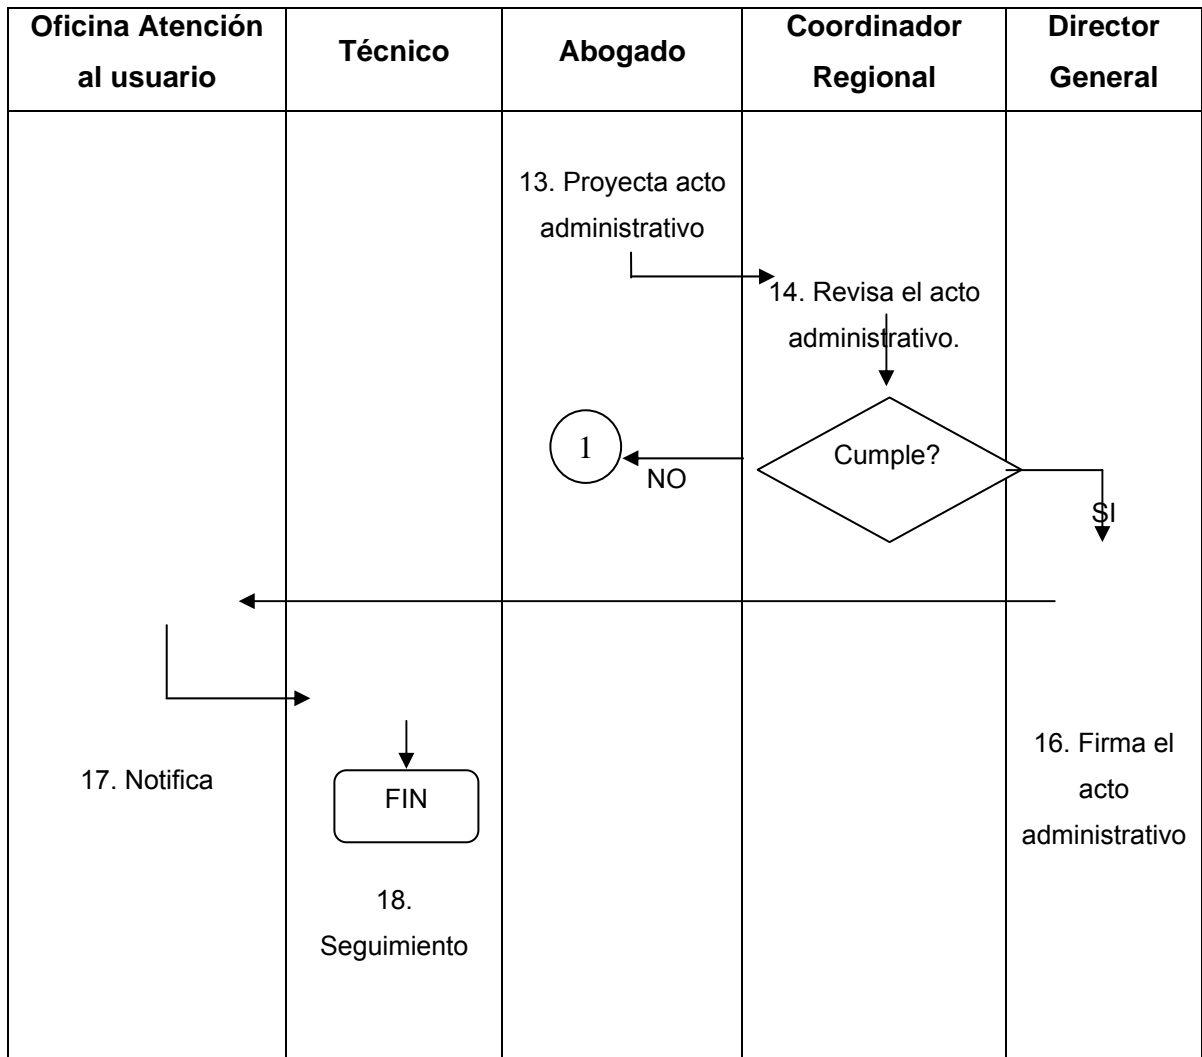 Oficina Atención
al usuario
Técnico
Abogado
Coordinador
Regional
Director
General
13. Proyecta acto
administrativo
14. Revisa el acto
administrativo.
Cumple?
1
NO
SI
16. Firma el
acto
administrativo
17. Notifica
FIN
18.
Seguimiento